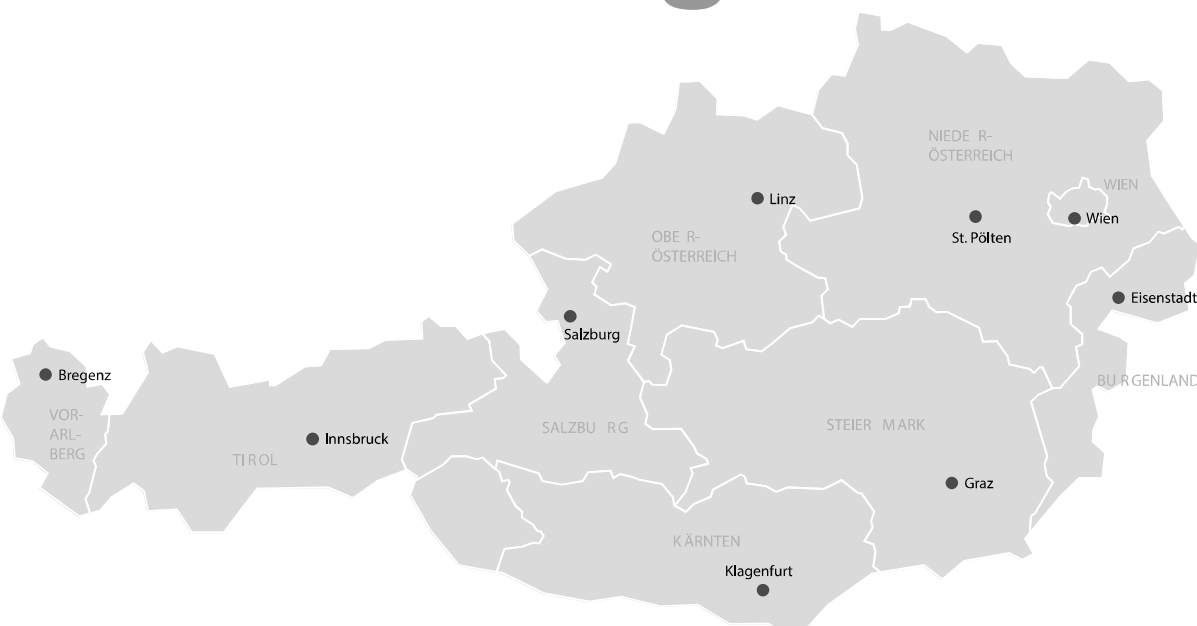 NIEDE R-
ÖSTERREICH
WIEN
Linz
Wien
St. Pölten
OBE R-
ÖSTERREICH
Eisenstadt
Salzburg
Bregenz
BU RGENLAND
VOR-
ARL-
BERG
Innsbruck
TI ROL
SALZBU RG
STEIER MARK
Graz
K ÄRNTEN
Klagenfurt